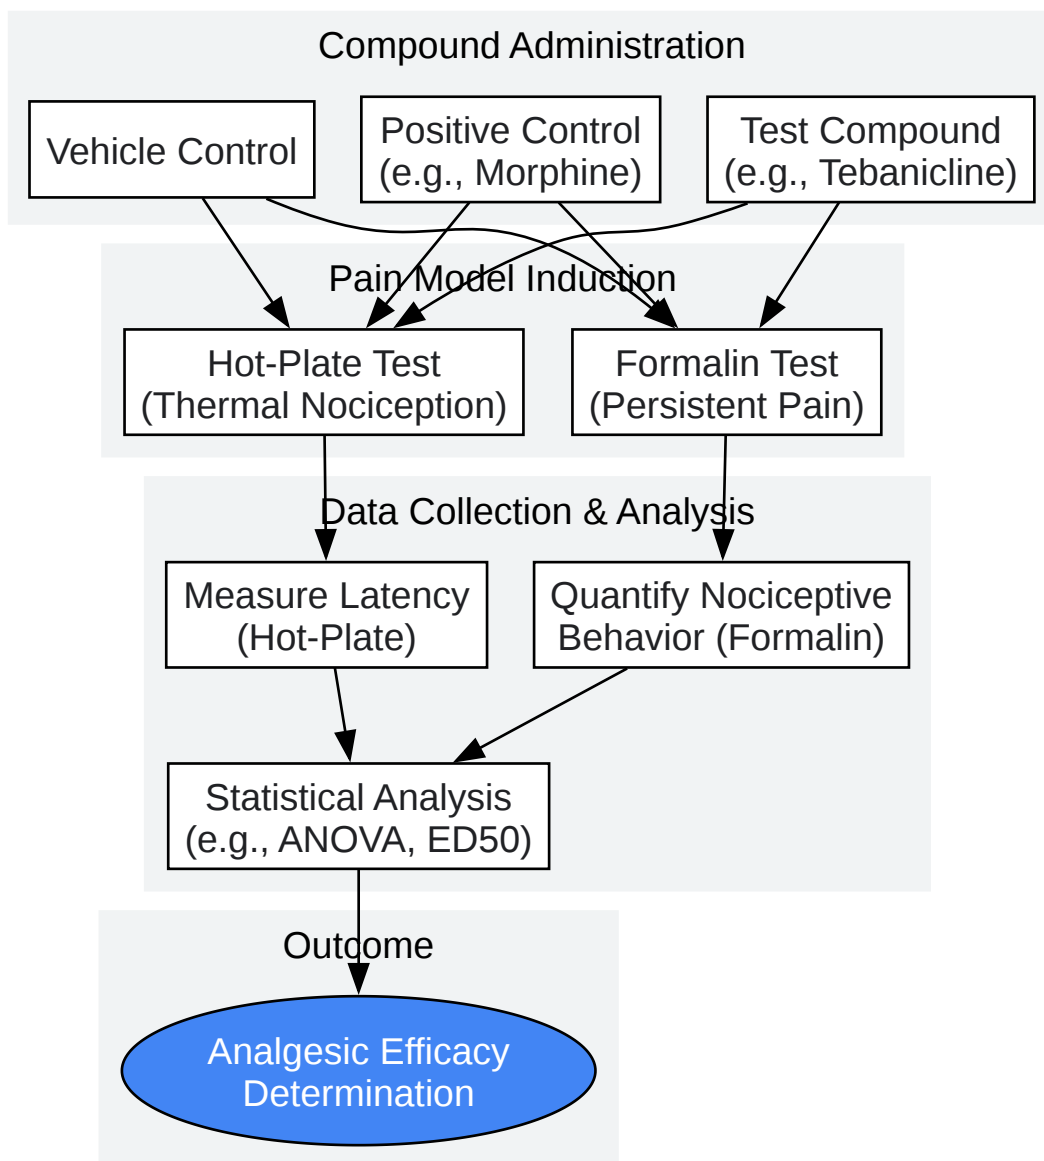 Compound Administration
Vehicle Control
Positive Control
(e.g., Morphine)
Test Compound
(e.g., Tebanicline)
Pain Model Induction
Hot-Plate Test
(Thermal Nociception)
Formalin Test
(Persistent Pain)
Data Collection & Analysis
Measure Latency
(Hot-Plate)
Quantify Nociceptive
Behavior (Formalin)
Statistical Analysis
(e.g., ANOVA, ED50)
Outcome
Analgesic Efficacy
Determination